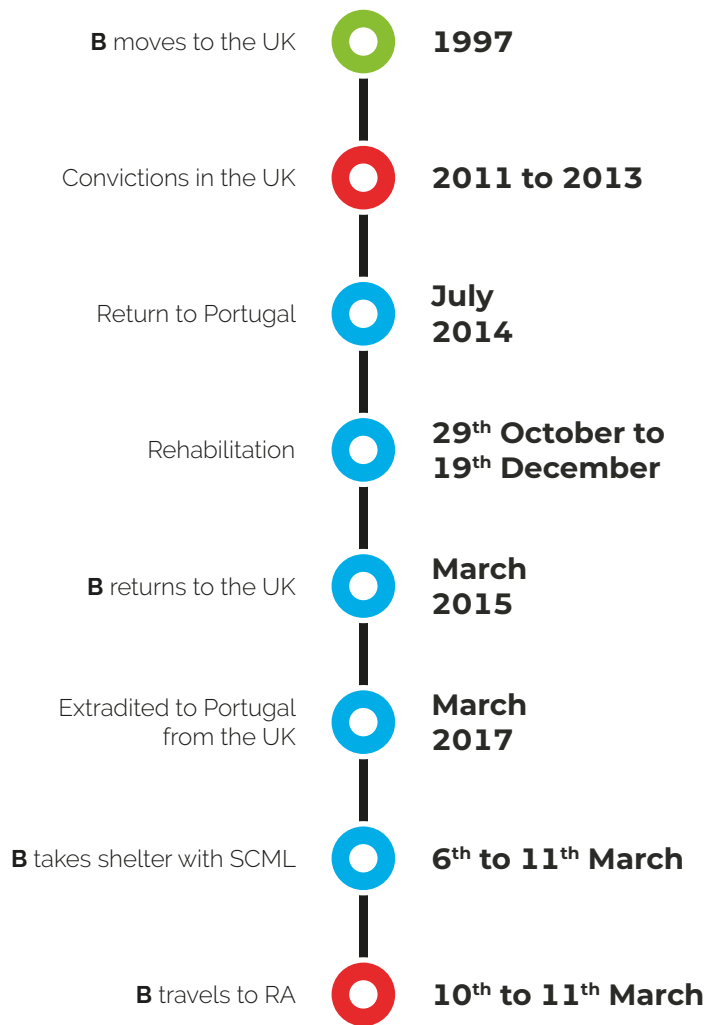 B moves to the UK 1997
Convictions in the UK 2011 to 2013
Return to Portugal
July
2014
Rehabilitation
29th October to
19th December
B returns to the UK
March
2015
Extradited to Portugal
from the UK
March
2017
B takes shelter with SCML 6th to 11th March
B travels to RA 10th to 11th March